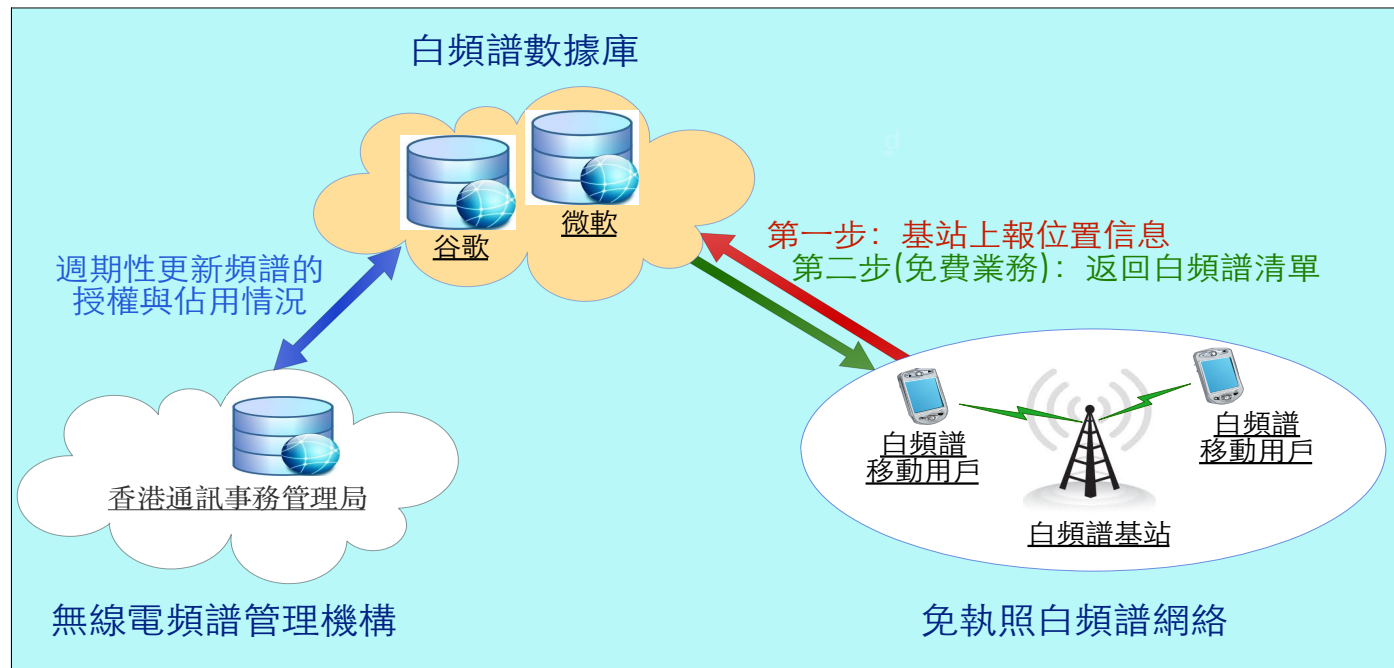 白頻譜數據庫
谷歌
微軟
第一步：基站上報位置信息
第二步(免費業務)：返回白頻譜清單
週期性更新頻譜的
授權與佔用情況
白頻譜
移動用戶
白頻譜
移動用戶
香港通訊事務管理局
白頻譜基站
無線電頻譜管理機構
免執照白頻譜網絡